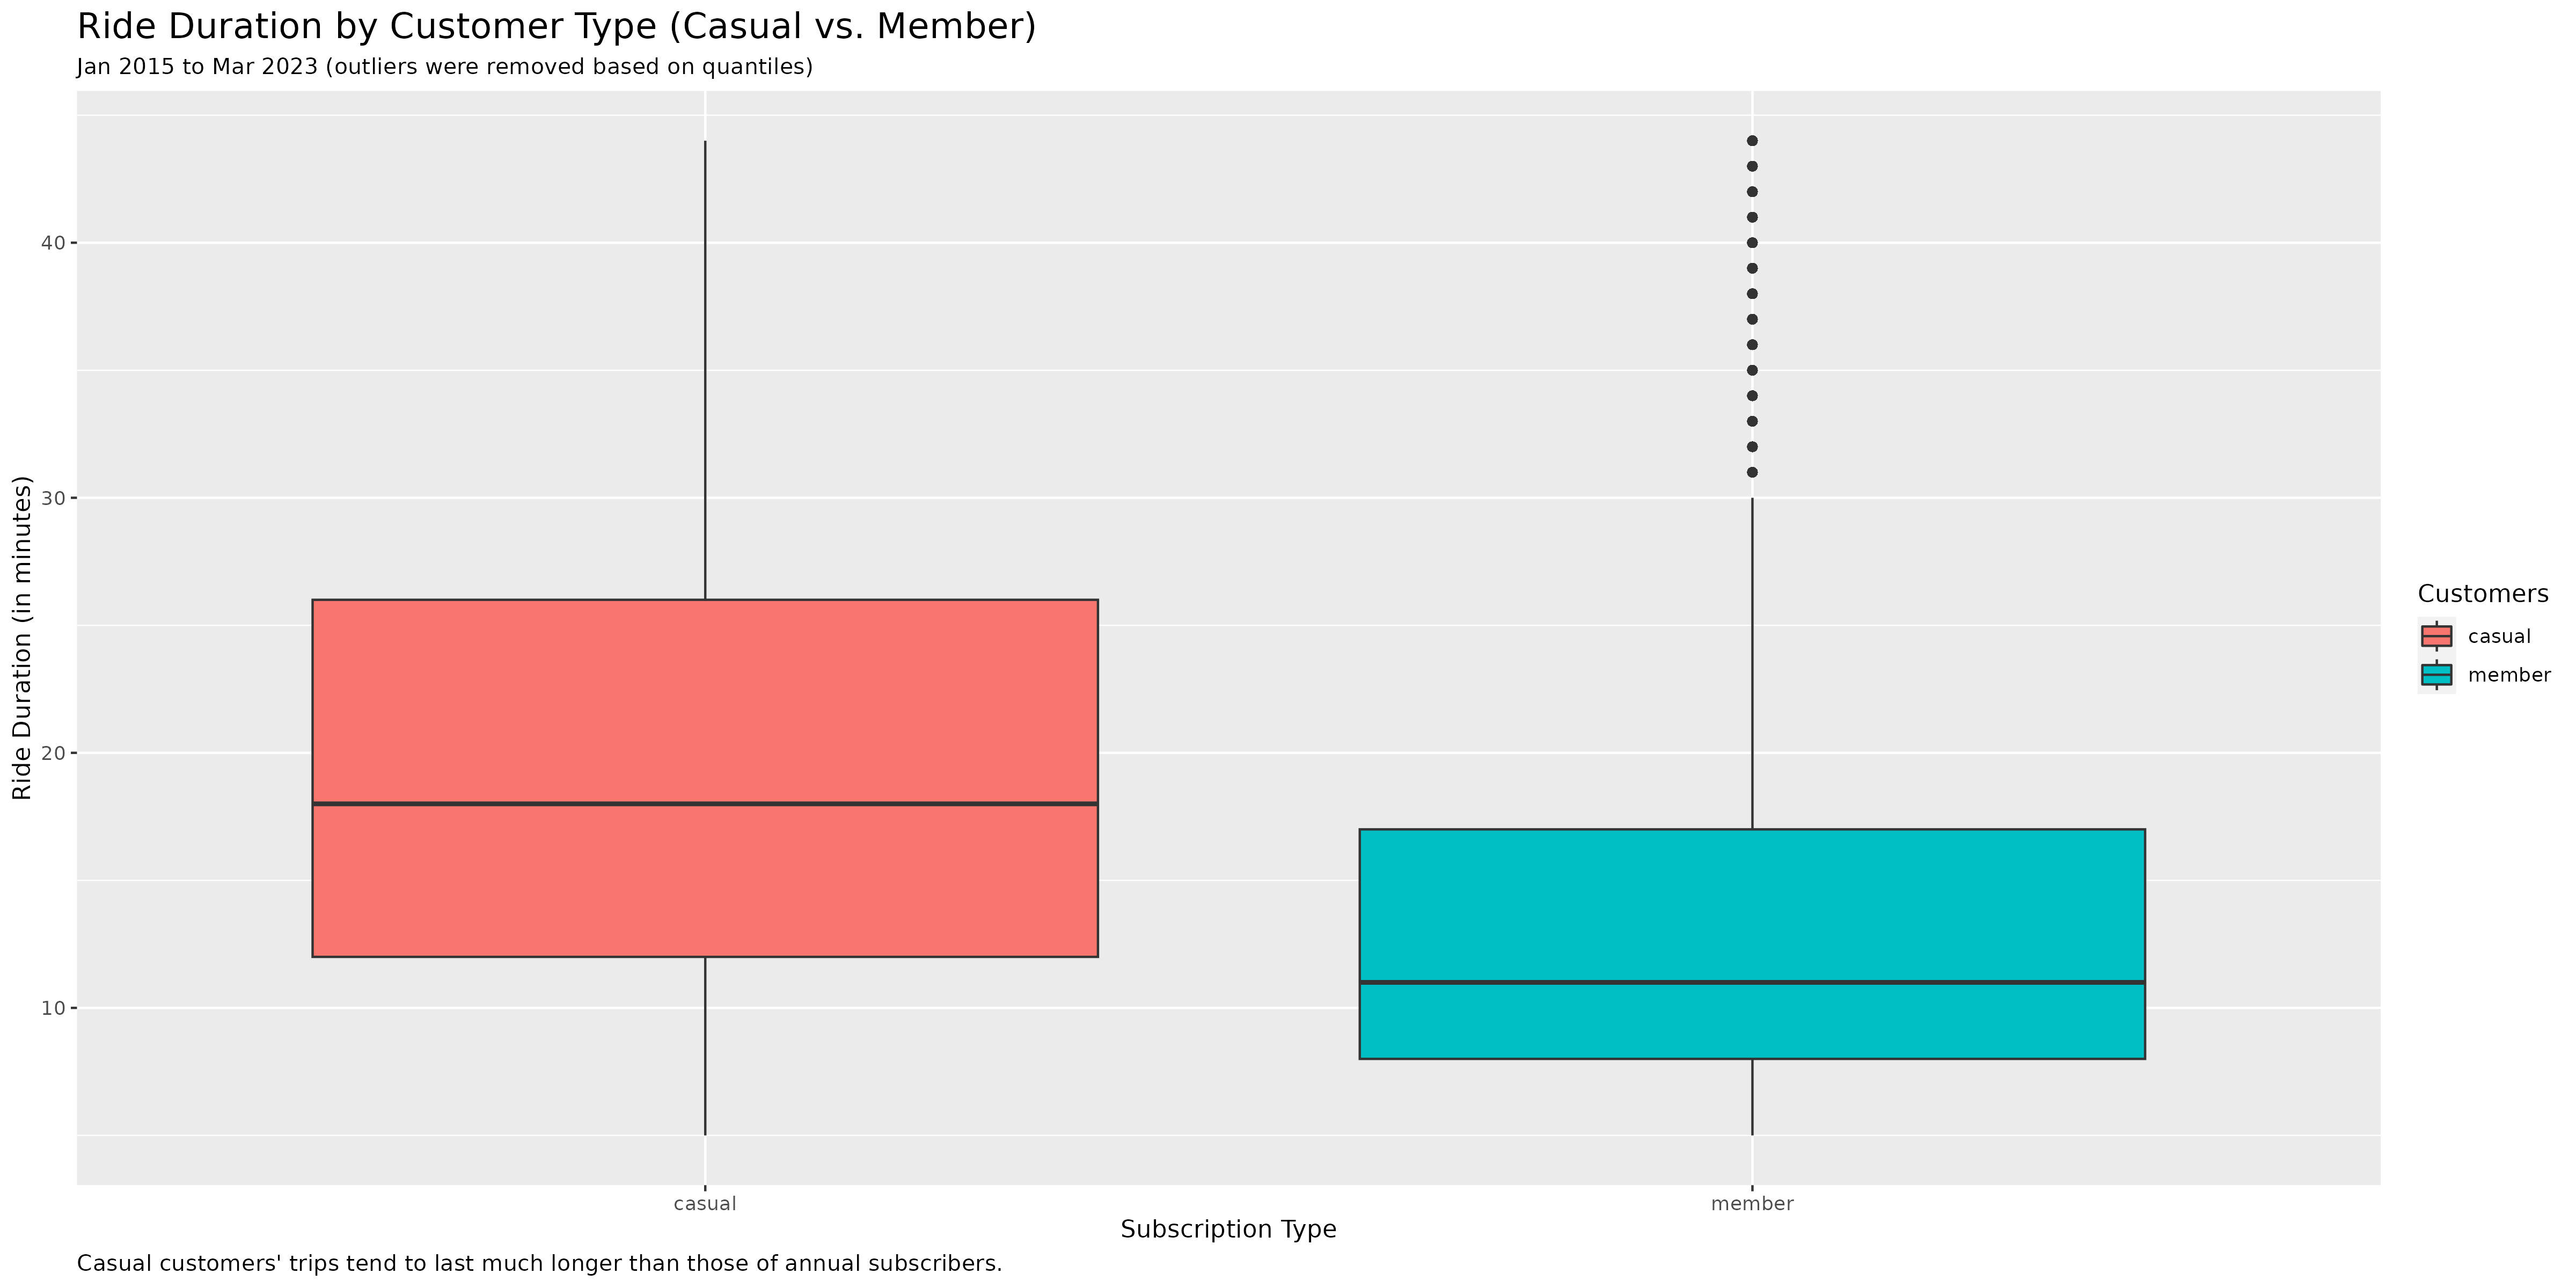 Ride Duration by Customer Type (Casual vs. Member)
Jan 2015 to Mar 2023 (outliers were removed based on quantiles)
Ride Duration (in minutes)
40
30
20
10
casual
member
Subscription Type
Customers
casual
member
Casual customers' trips tend to last much longer than those of annual subscribers.